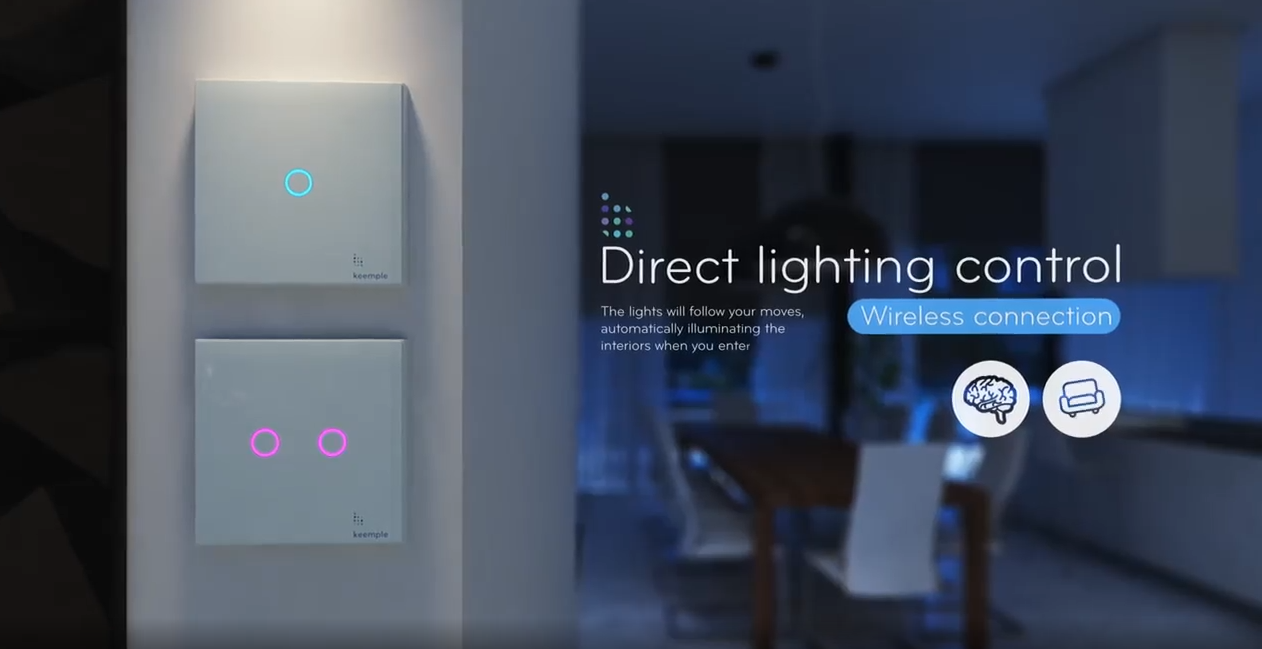 keemple
keemple
Direct lighting control
Wireless connection
The lights will follow your moves,
automatically illuminating the
interiors when you enter